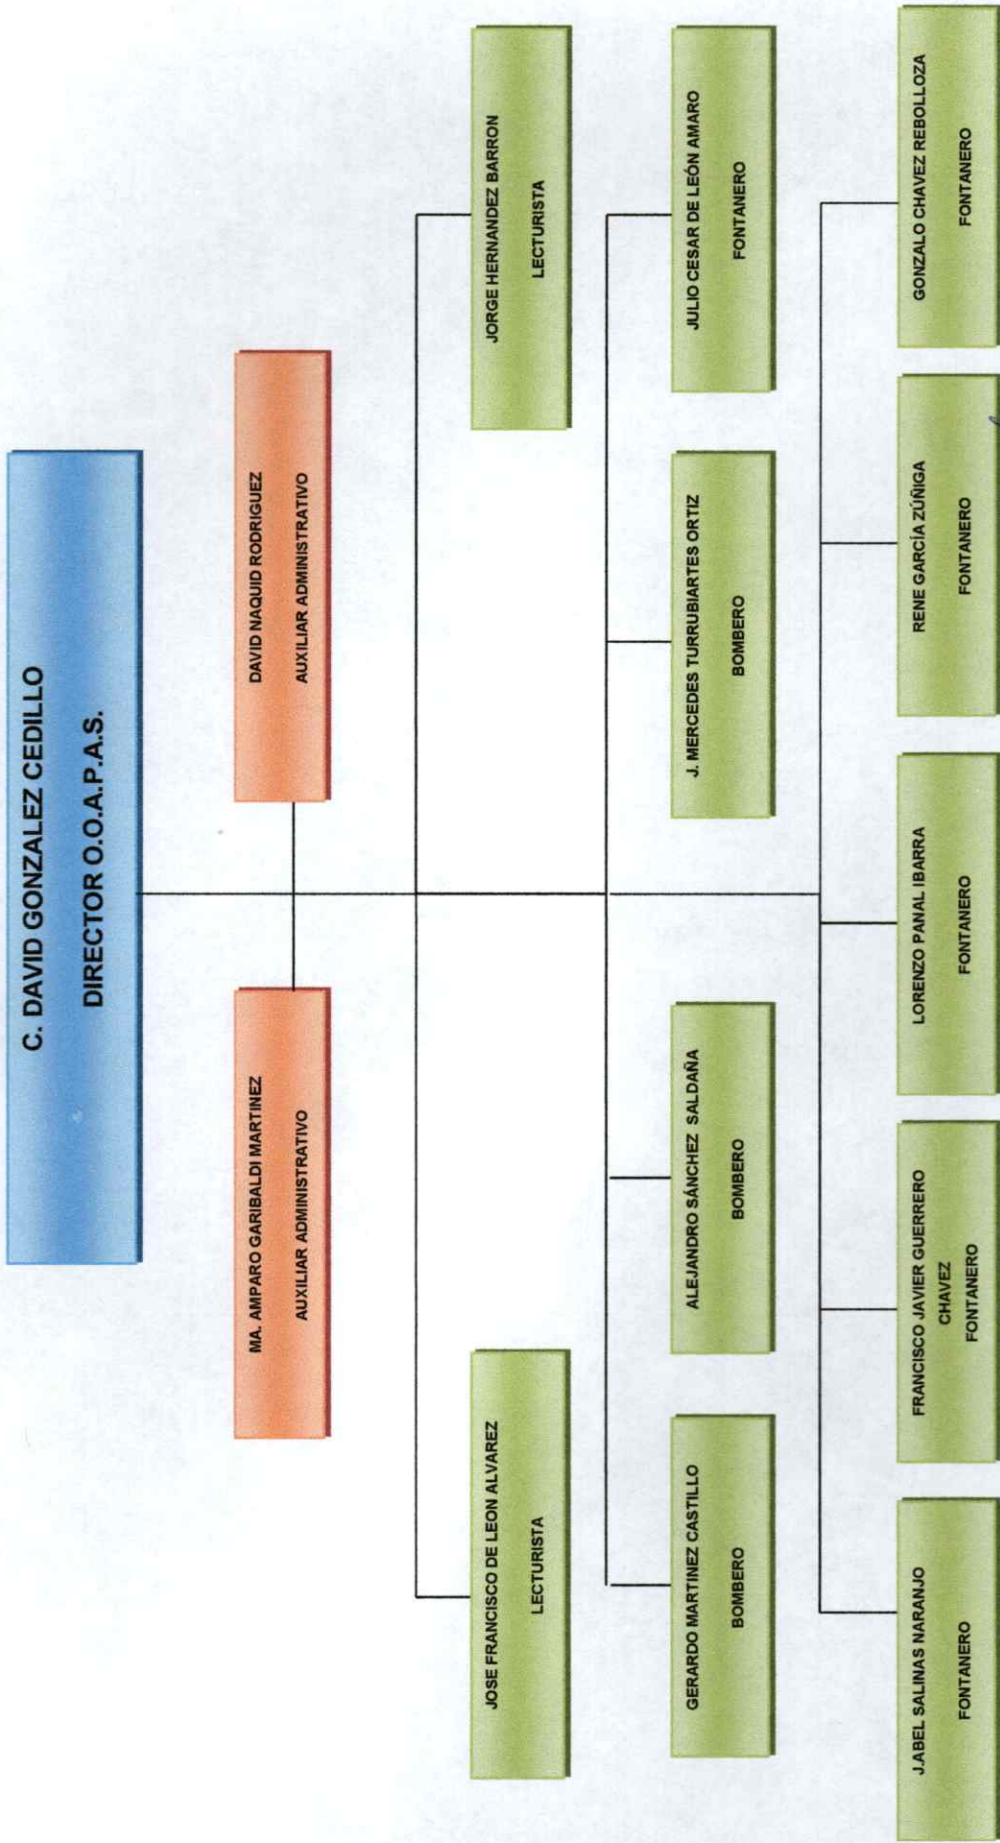 C. DAVID GONZALEZ CEDILLO
DIRECTOR O.O.A.P.A.S.
MA. AMPARO GARIBALDI MARTINEZ
AUXILIAR ADMINISTRATIVO
DAVID NAQUID RODRIGUEZ
AUXILIAR ADMINISTRATIVO
JOSE FRANCISCO DE LEON ALVAREZ
LECTURISTA
JORGE HERNANDEZ BARRON
LECTURISTA
GERARDO MARTINEZ CASTILLO
BOMBERO
ALEJANDRO SÁNCHEZ SALDAÑA
BOMBERO
J. MERCEDES TURRUBIARTES ORTIZ
BOMBERO
JULIO CESAR DE LEÓN AMARO
FONTANERO
J.ABEL SALINAS NARANJO
FONTANERO
FRANCISCO JAVIER GUERRERO
CHAVEZ
FONTANERO
LORENZO PANAL IBARRA
FONTANERO
RENE GARCÍA ZÚÑIGA
FONTANERO
GONZALO CHAVEZ REBOLLOZA
FONTANERO